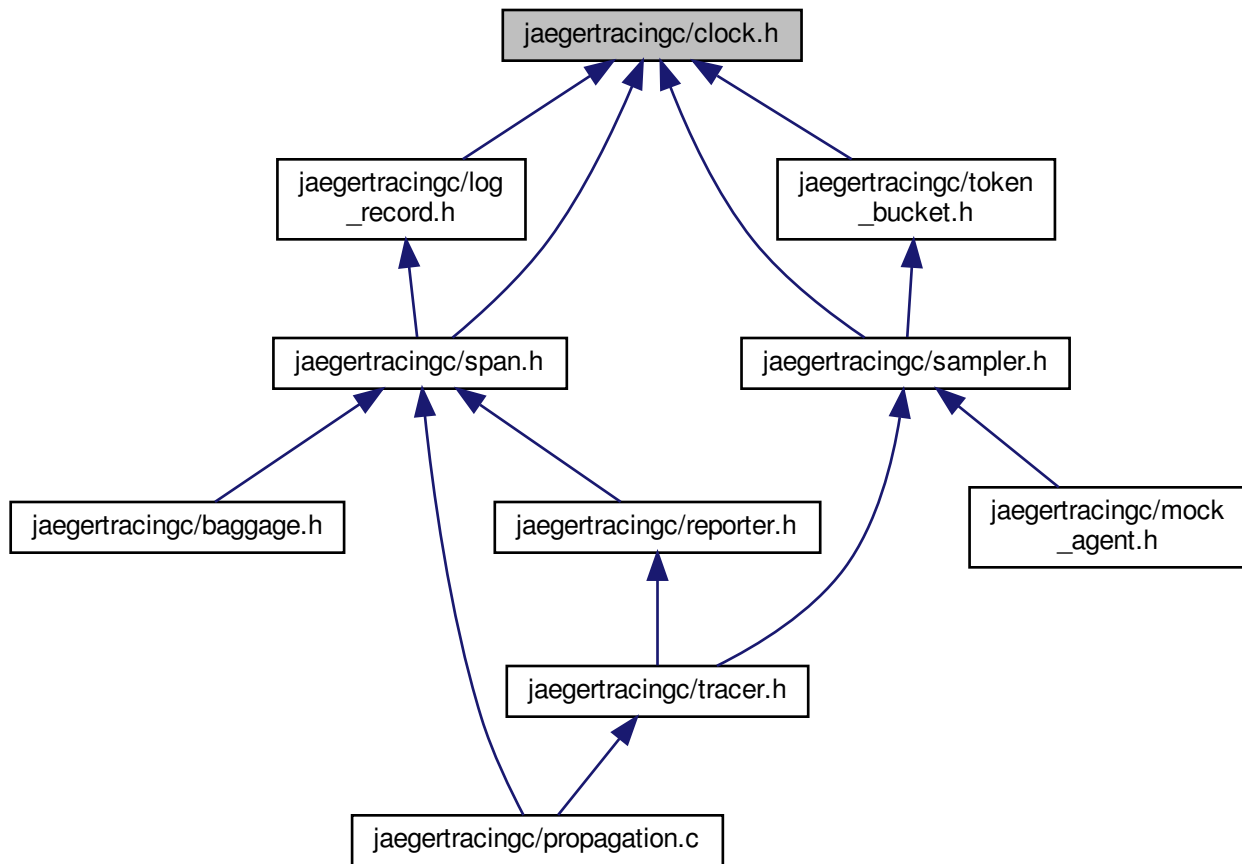 jaegertracingc/clock.h
jaegertracingc/log
_record.h
jaegertracingc/token
_bucket.h
jaegertracingc/span.h
jaegertracingc/sampler.h
jaegertracingc/baggage.h
jaegertracingc/reporter.h
jaegertracingc/mock
_agent.h
jaegertracingc/tracer.h
jaegertracingc/propagation.c